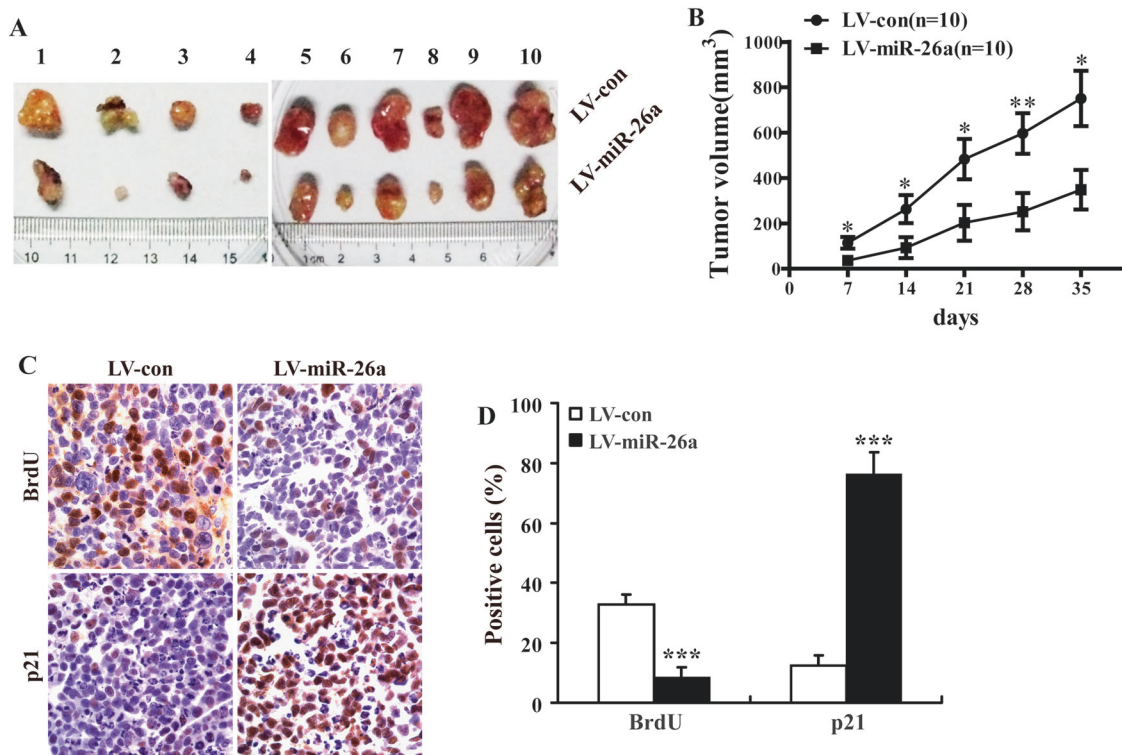 A
1 2 3 4 5 6 7 8 9 10
LV-con
LV-miR-26a
10 11 12 13 14 15 0 1cm 2 3 4 5 6 7
B
LV-con(n=10)
LV-miR-26a(n=10)
Tumor volume(mm³)
1000
800
600
400
200
0
* * * ** *
0 7 14 21 28 35
days
C
LV-con LV-miR-26a
BrdU
p21
D
LV-con
LV-miR-26a
Positive cells (%)
100
80
60
40
20
0
*** ***
BrdU p21